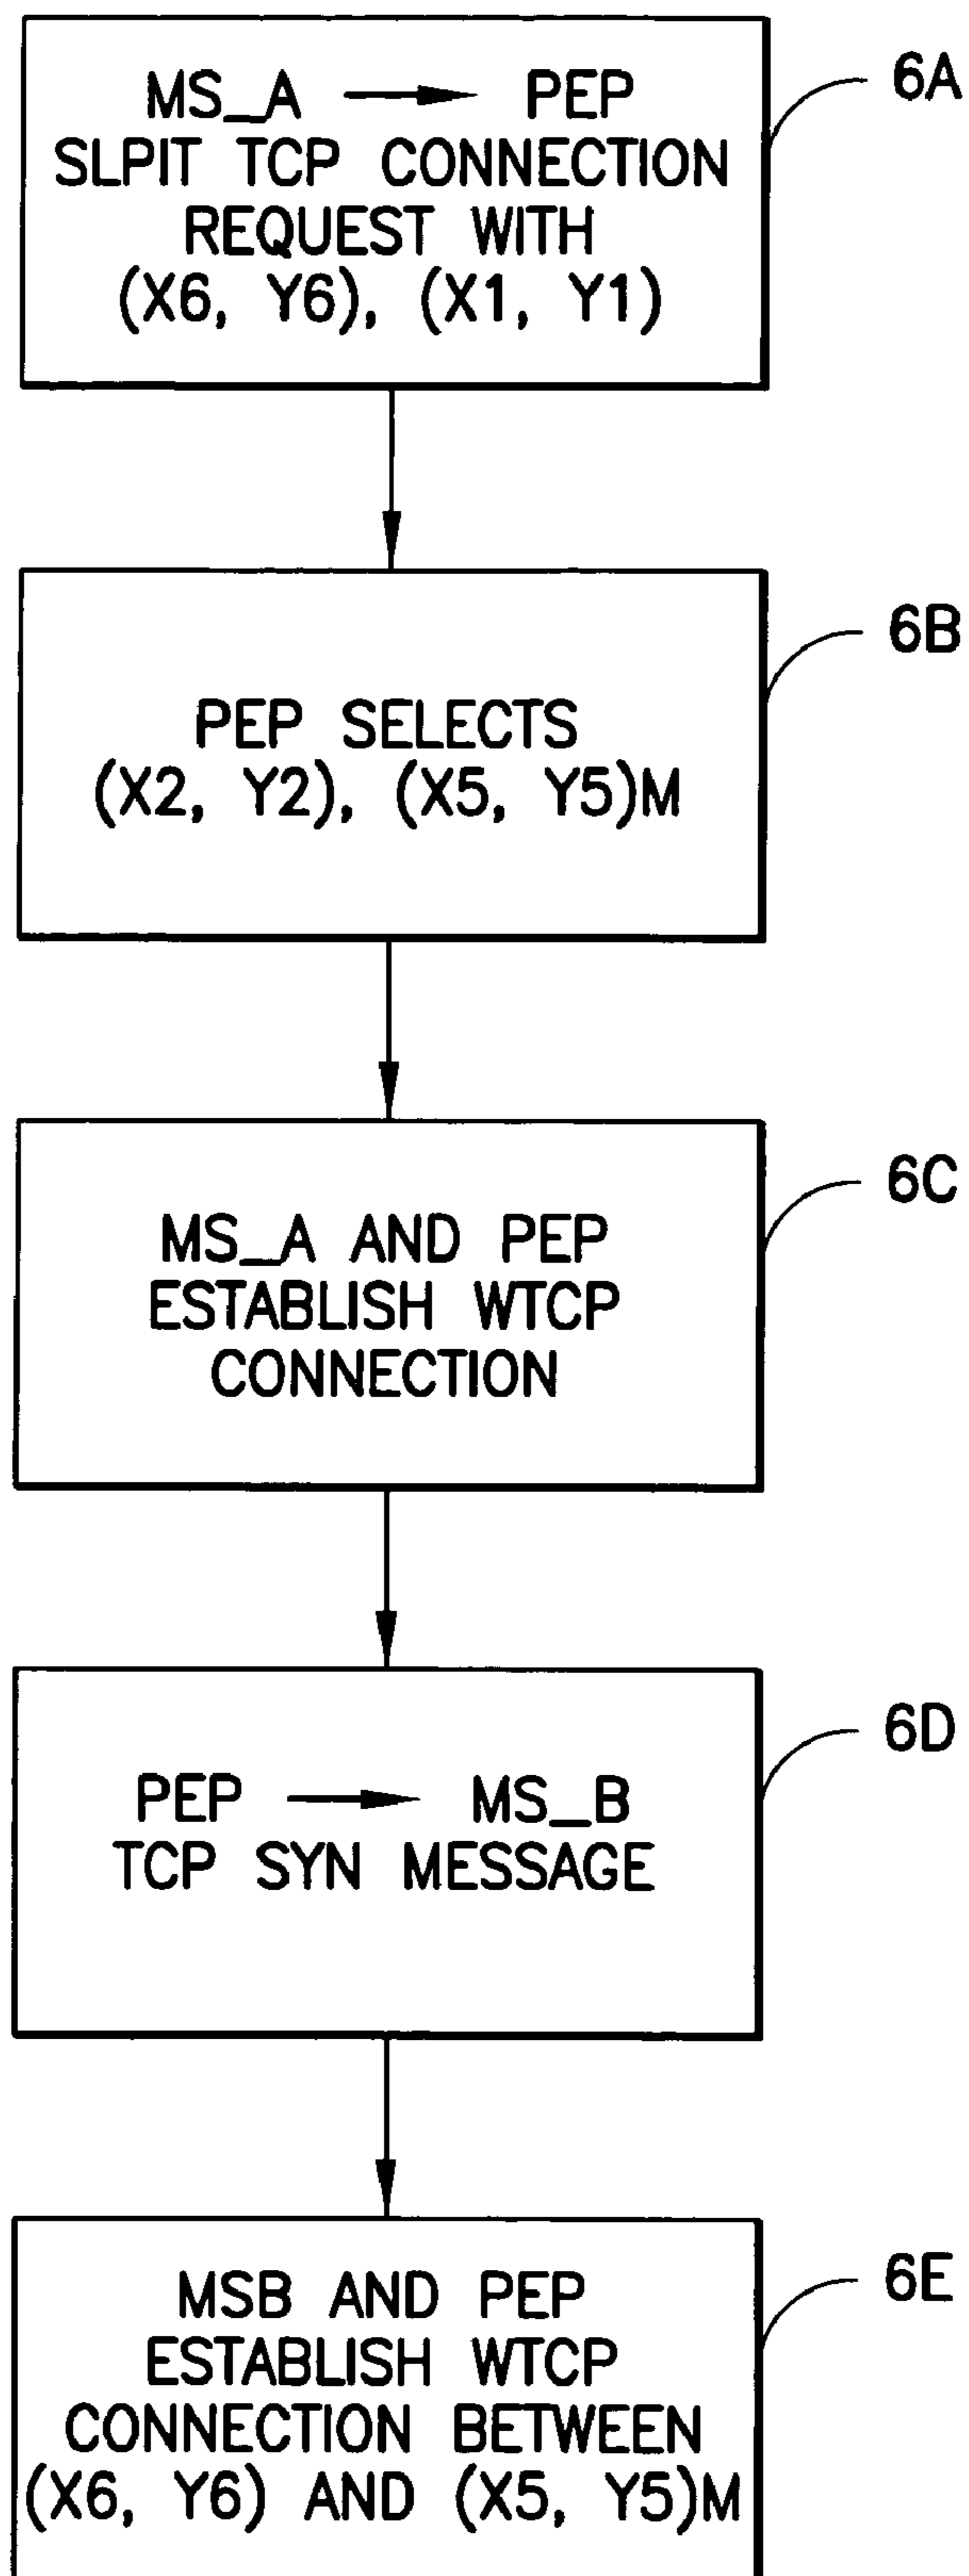 MS_A → PEP
SLPIT TCP CONNECTION
REQUEST WITH
(X6, Y6), (X1, Y1)
6A
PEP SELECTS
(X2, Y2), (X5, Y5)M
6B
MS_A AND PEP
ESTABLISH WTCP
CONNECTION
6C
PEP → MS_B
TCP SYN MESSAGE
6D
MSB AND PEP
ESTABLISH WTCP
CONNECTION BETWEEN
(X6, Y6) AND (X5, Y5)M
6E